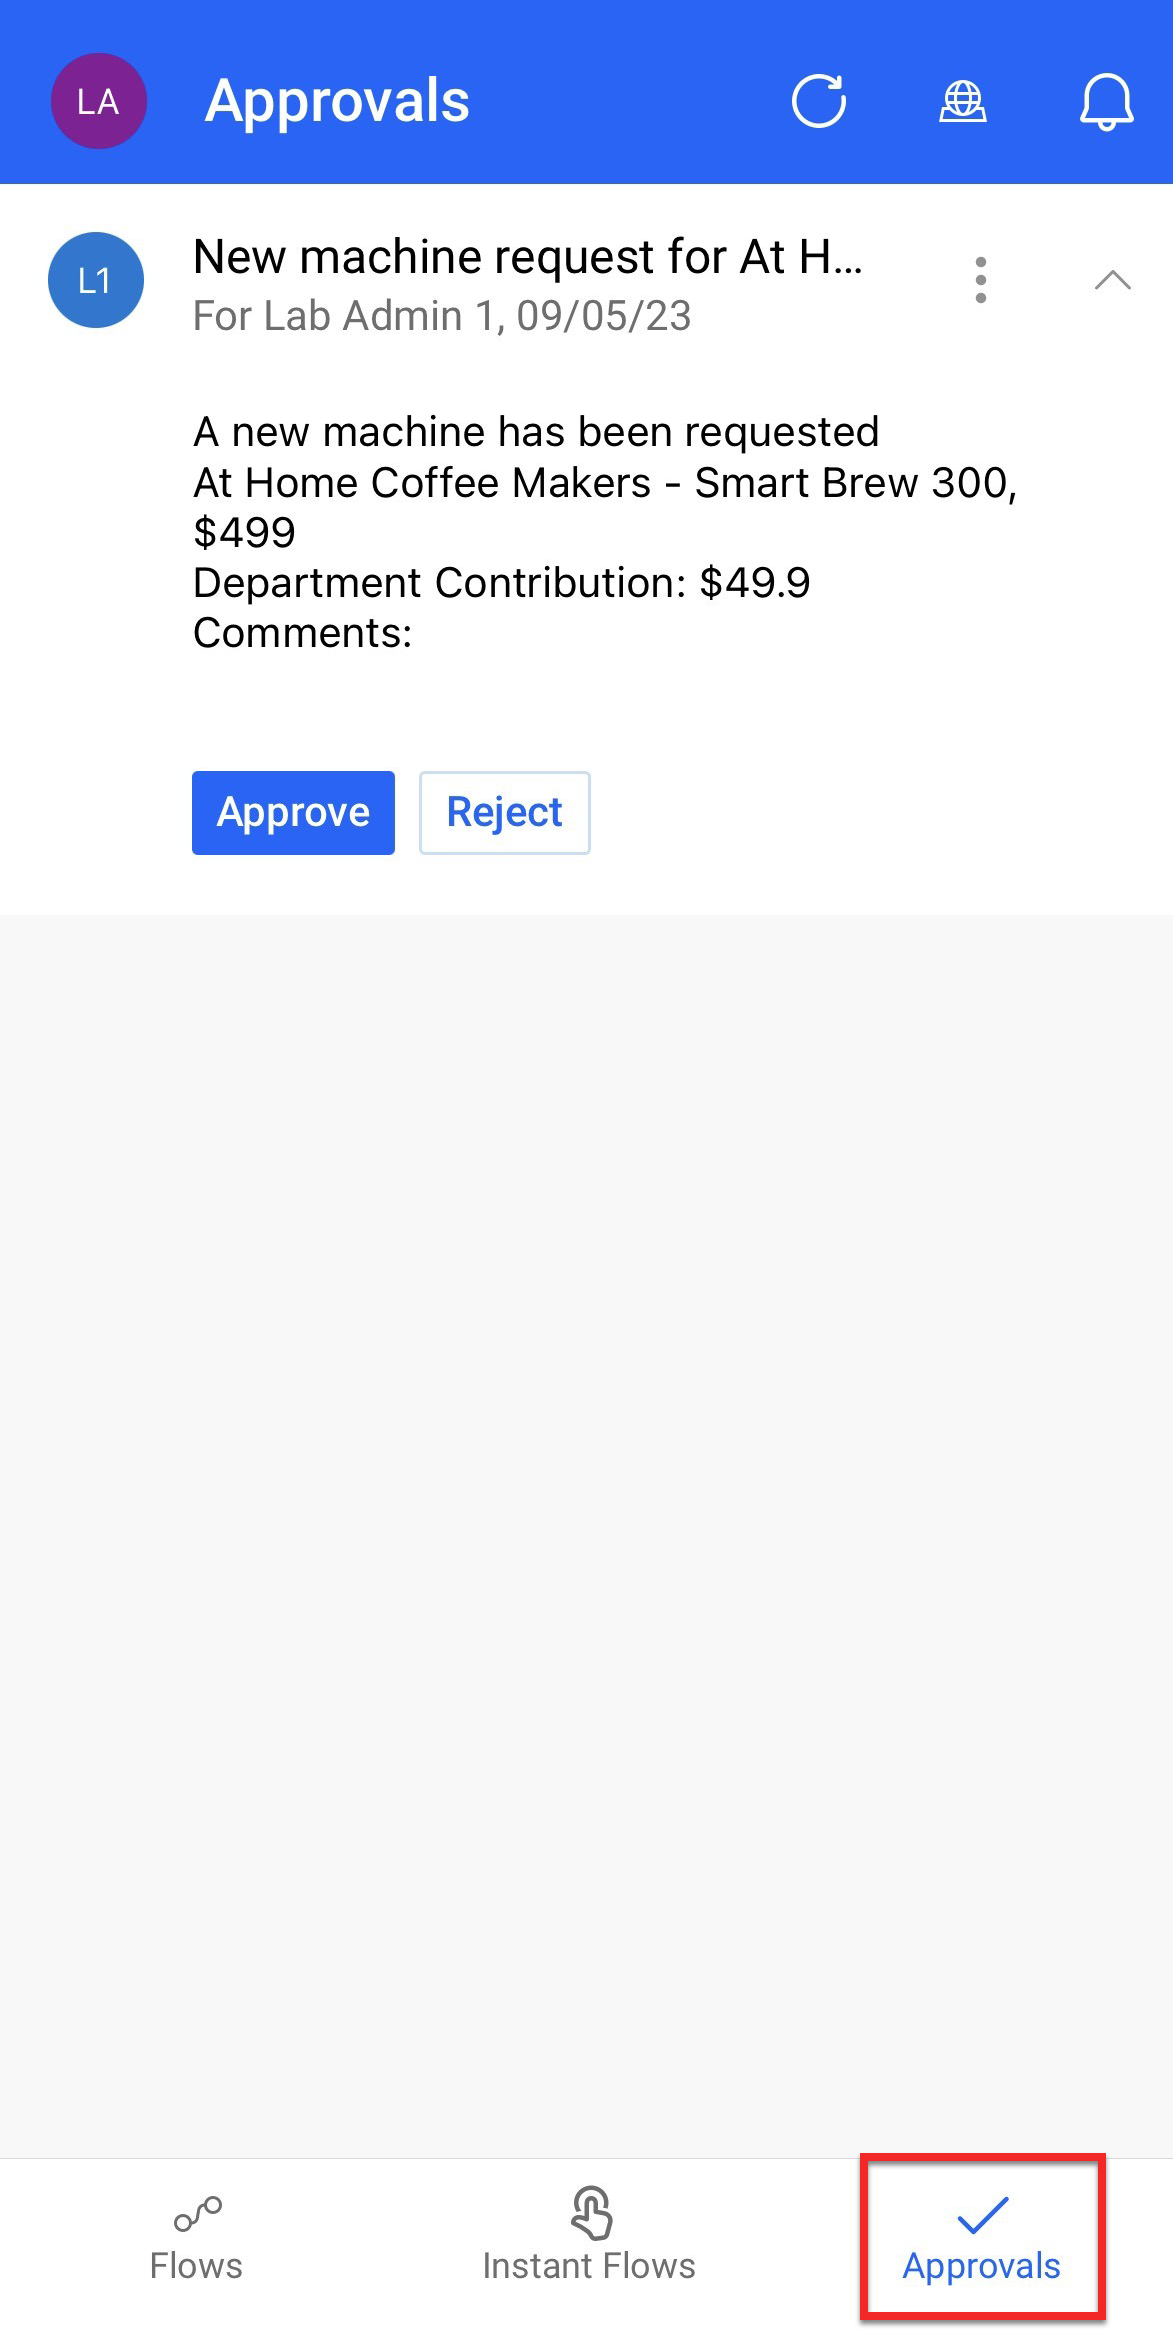 LA
Approvals
L1
New machine request for At H...
For Lab Admin 1, 09/05/23
A new machine has been requested
At Home Coffee Makers - Smart Brew 300,
$499
Department Contribution: $49.9
Comments:
Approve
Reject
Flows
Instant Flows
Approvals